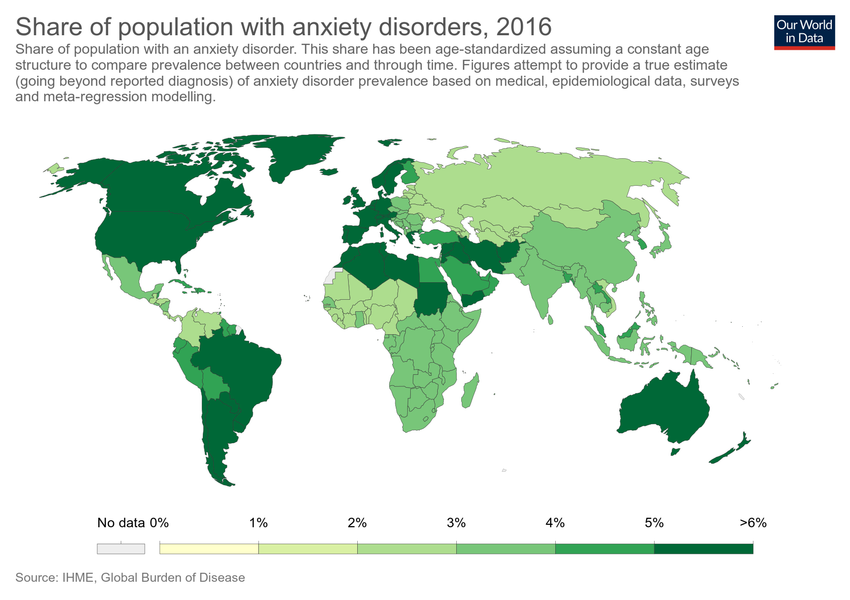 Share of population with anxiety disorders, 2016
Our World
in Data
Share of population with an anxiety disorder. This share has been age-standardized assuming a constant age
structure to compare prevalence between countries and through time. Figures attempt to provide a true estimate
(going beyond reported diagnosis) of anxiety disorder prevalence based on medical, epidemiological data, surveys
and meta-regression modelling.
No data 0% 1% 2% 3% 4% 5% >6%
Source: IHME, Global Burden of Disease